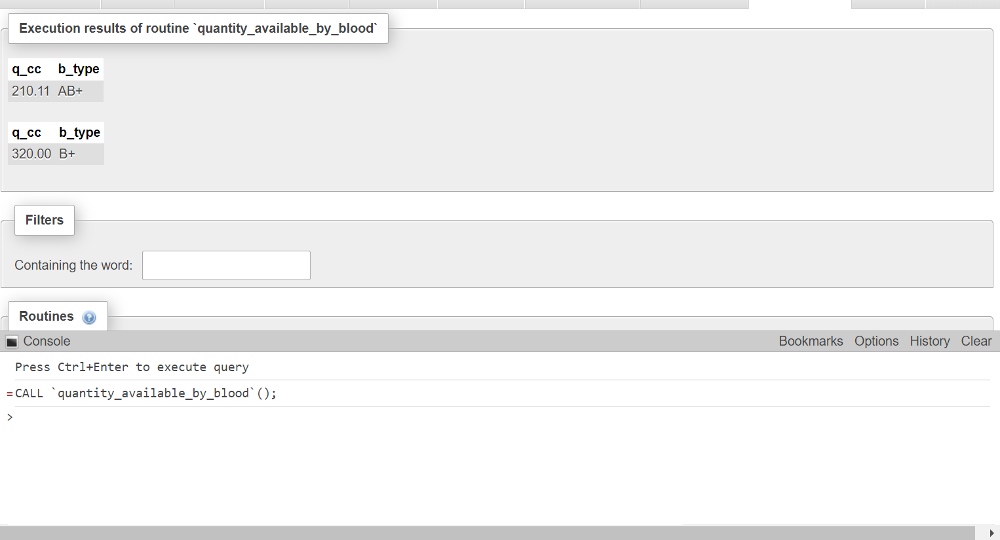 Execution results of routine `quantity_available_by_blood`
q_cc b_type
210.11 AB+
q_cc b_type
320.00 B+
Filters
Containing the word:
Routines
Console Bookmarks Options History Clear
Press Ctrl+Enter to execute query
=CALL `quantity_available_by_blood`();
>